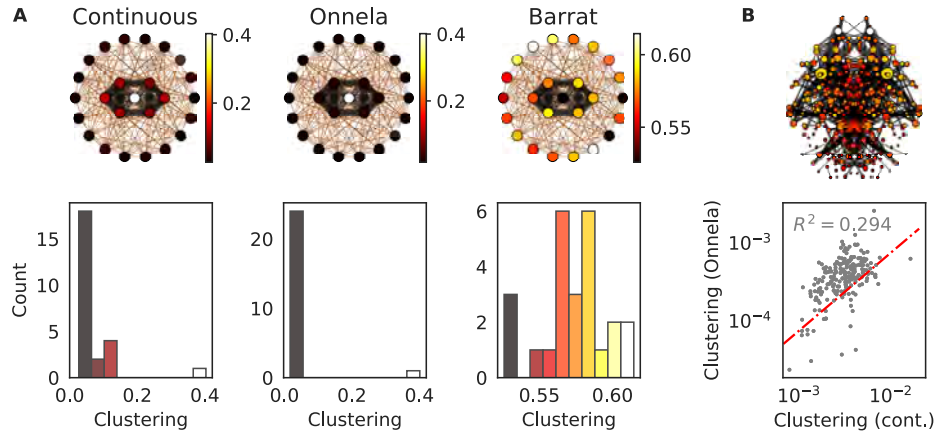 A
Continuous
Onnela
Barrat
B
0.4
0.2
0.4
0.2
0.60
0.55
Count
15
10
5
0
0.0
0.2
0.4
Clustering
20
10
0
0.0
0.2
0.4
Clustering
6
4
2
0
0.55
0.60
Clustering
Clustering (Onnela)
R² = 0.294
10⁻³
10⁻⁴
10⁻³
10⁻²
Clustering (cont.)